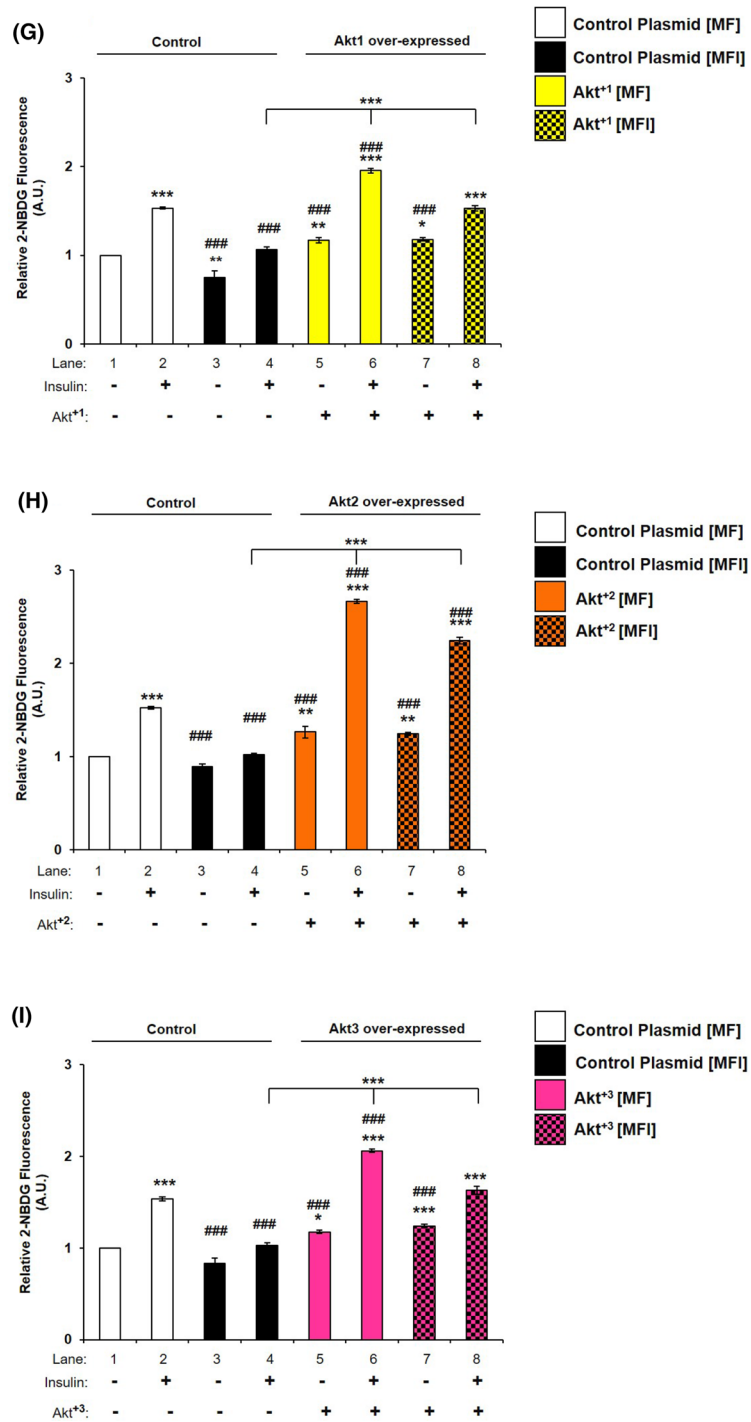 (G)
Control Akt1 over-expressed
Control Plasmid [MF]
Control Plasmid [MFI]
Akt+1 [MF]
Akt+1 [MFI]
Relative 2-NBDG Fluorescence
(A.U.)
3
2
1
0
***
###
***
***
###
**
###
###
**
###
*
***
Lane: 1 2 3 4 5 6 7 8
Insulin: - + - + - + - +
Akt+1: - - - - + + + +
(H)
Control Akt2 over-expressed
Control Plasmid [MF]
Control Plasmid [MFI]
Akt+2 [MF]
Akt+2 [MFI]
Relative 2-NBDG Fluorescence
(A.U.)
3
2
1
0
***
###
***
###
***
***
###
###
###
**
###
**
Lane: 1 2 3 4 5 6 7 8
Insulin: - + - + - + - +
Akt+2: - - - - + + + +
(I)
Control Akt3 over-expressed
Control Plasmid [MF]
Control Plasmid [MFI]
Akt+3 [MF]
Akt+3 [MFI]
Relative 2-NBDG Fluorescence
(A.U.)
3
2
1
0
***
###
***
***
###
###
###
*
###
***
***
Lane: 1 2 3 4 5 6 7 8
Insulin: - + - + - + - +
Akt+3: - - - - + + + +